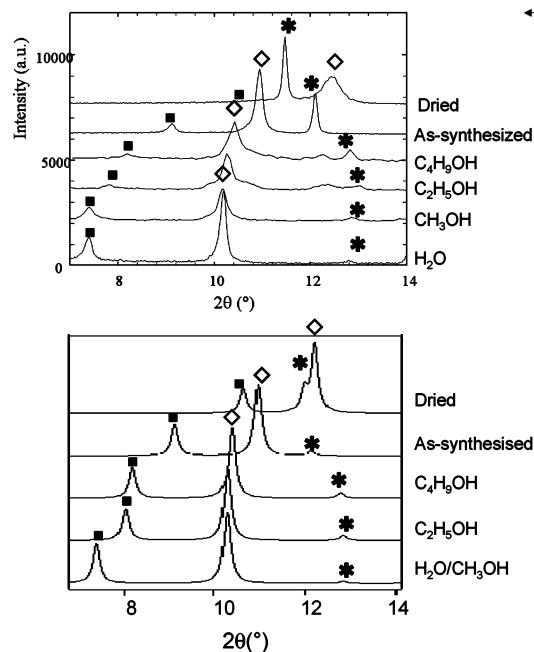 10000
Intensity (a.u.)
Dried
As-synthesized
5000
C₄H₉OH
C₂H₅OH
CH₃OH
0
H₂O
8 10 12 14
2θ (°)
Dried
As-synthesised
C₄H₉OH
C₂H₅OH
H₂O/CH₃OH
8 10 12 14
2θ(°)